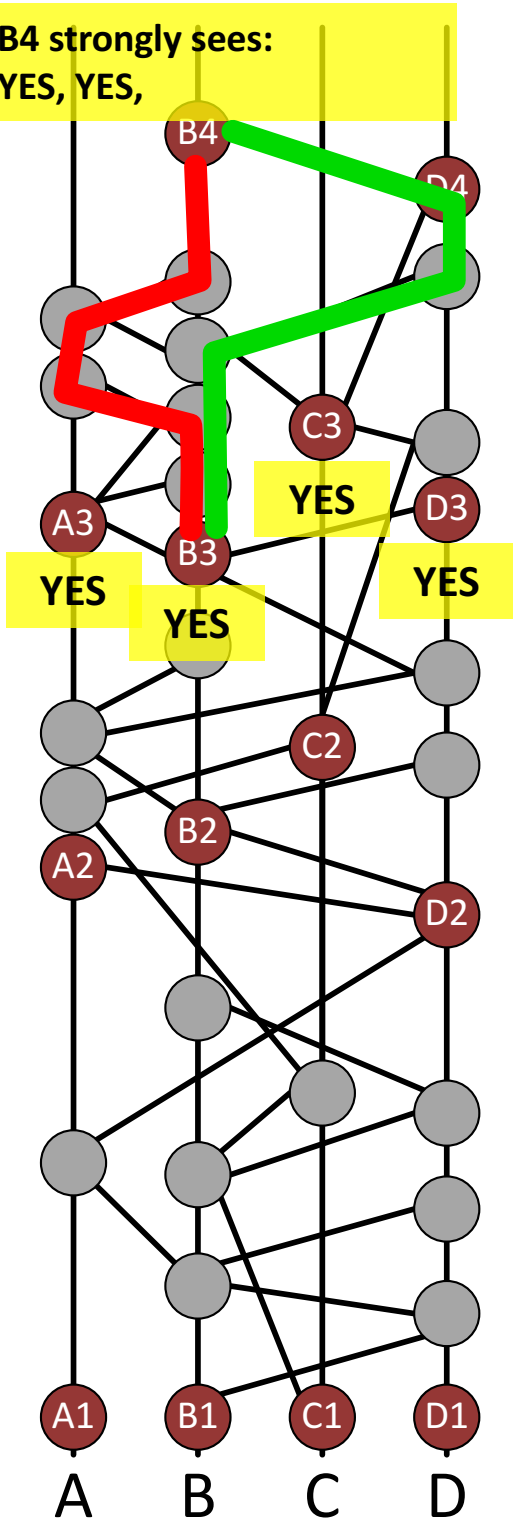 B4 strongly sees:
YES, YES,
B4
D4
C3
YES
A3
B3
D3
YES
YES
YES
C2
B2
A2
D2
A1 B1 C1 D1
A B C D